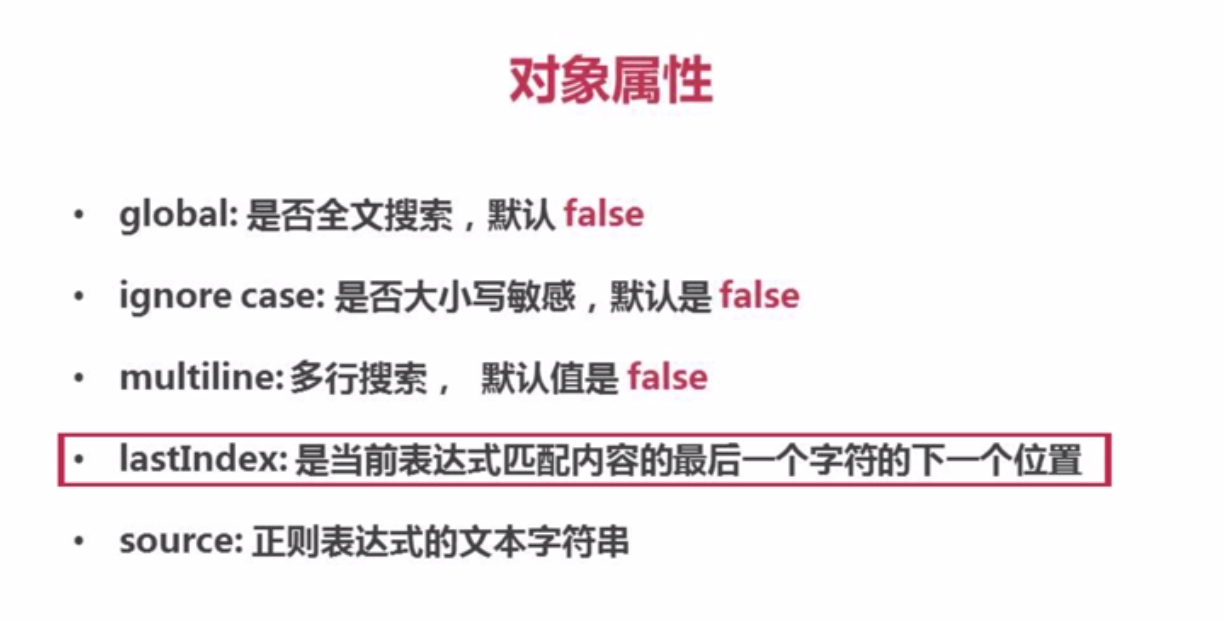 对象属性
• global: 是否全文搜索，默认 false
• ignore case: 是否大小写敏感，默认是 false
• multiline: 多行搜索， 默认值是 false
• lastIndex: 是当前表达式匹配内容的最后一个字符的下一个位置
• source: 正则表达式的文本字符串